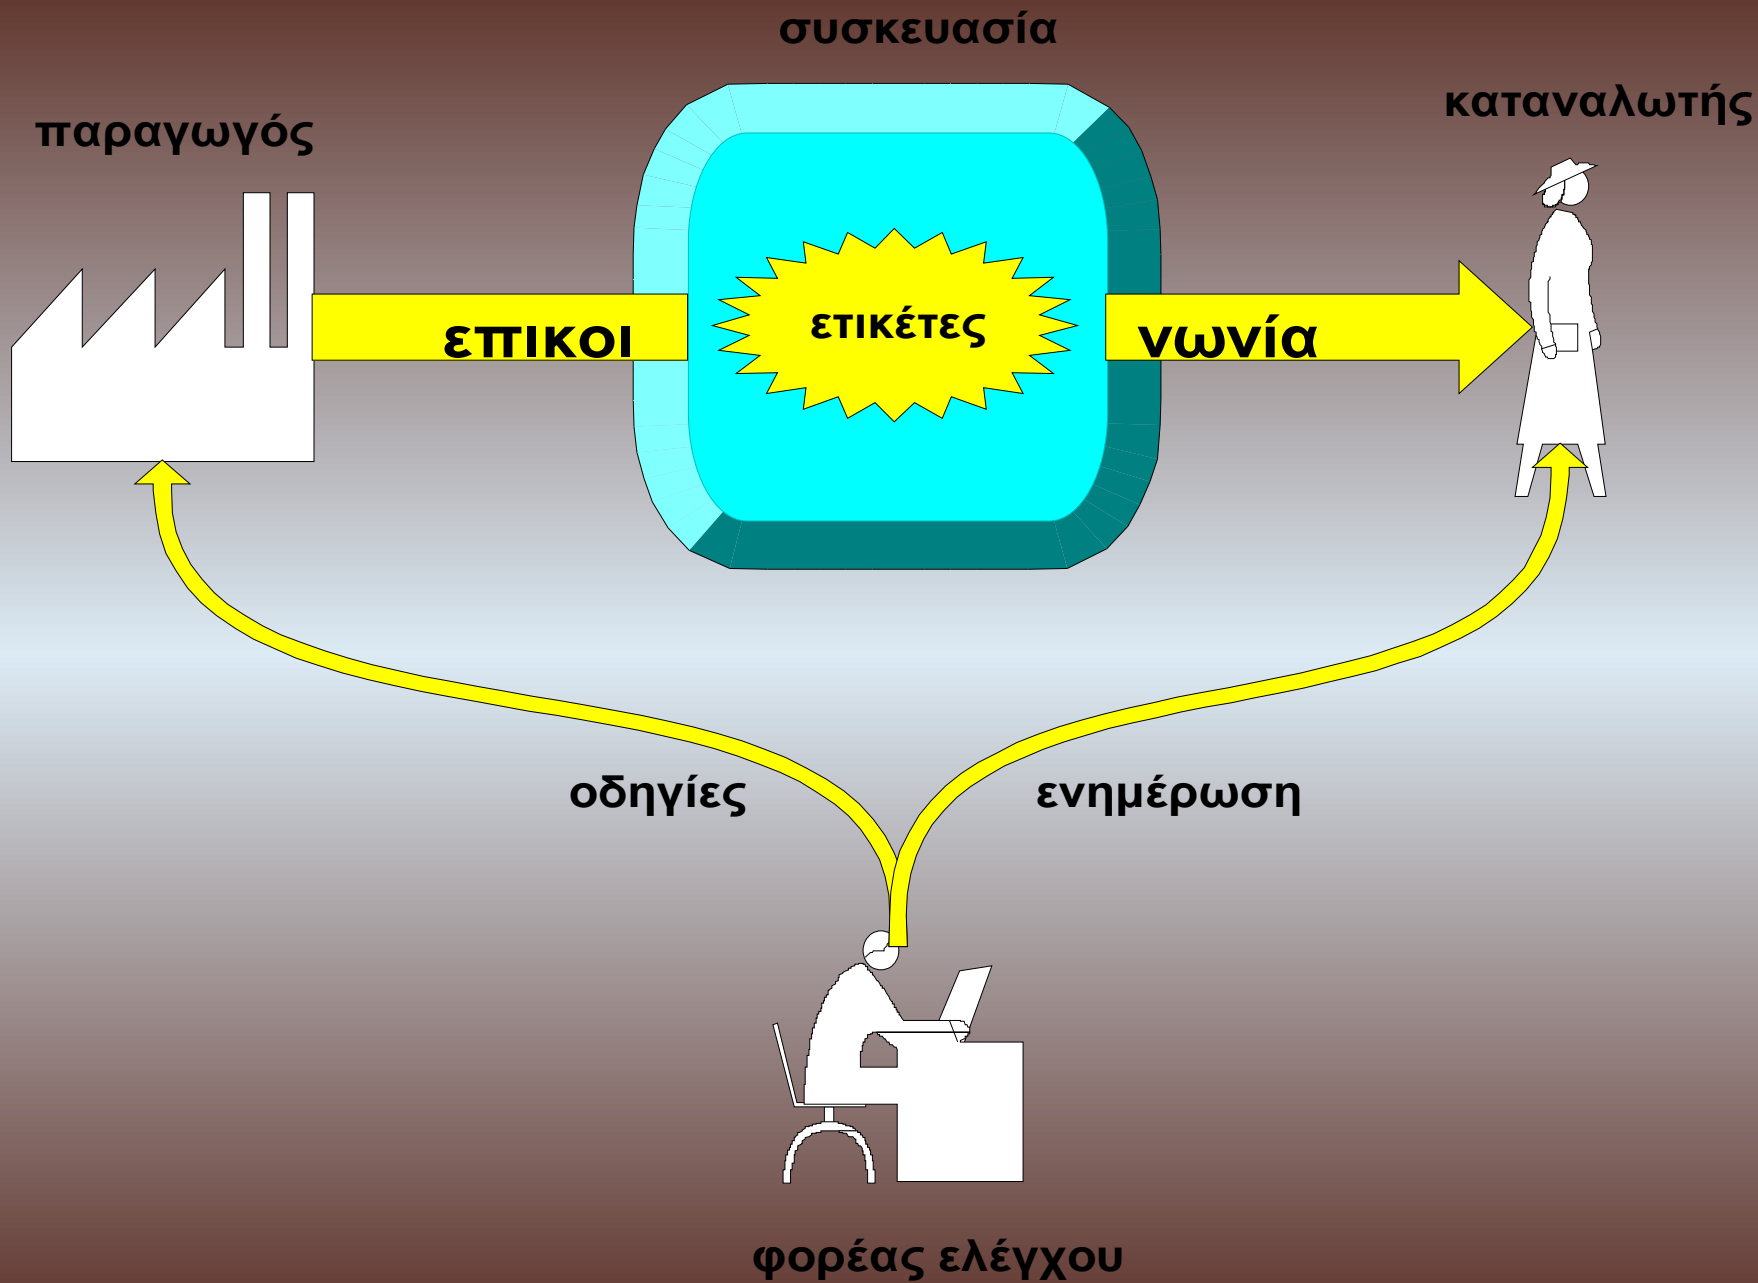 συσκευασία
παραγωγός
καταναλωτής
επικοι
ετικέτες
νωνία
οδηγίες
ενημέρωση
φορέας ελέγχου